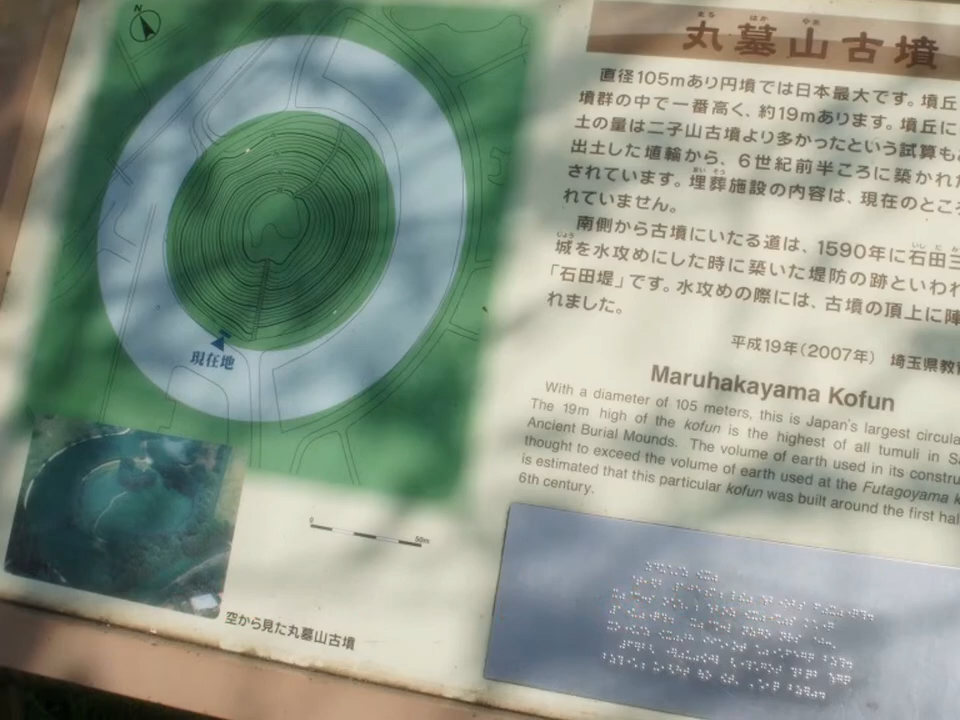 N
丸墓山古墳
直径105mあり円墳では日本最大です。墳丘
墳群の中で一番高く、約19mあります。墳丘に
土の量は二子山古墳より多かったという試算も
出土した埴輪から、6世紀前半ころに築かれた
されています。埋葬施設の内容は、現在のところ
れていません。
南側から古墳にいたる道は、1590年に石田三
城を水攻めにした時に築いた堤防の跡といわれ
「石田堤」です。水攻めの際には、古墳の頂上に陣
れました。
平成19年(2007年) 埼玉県教育
Maruhakayama Kofun
With a diameter of 105 meters, this is Japan's largest circula
The 19m high of the kofun is the highest of all tumuli in Sa
Ancient Burial Mounds. The volume of earth used in its constru
thought to exceed the volume of earth used at the Futagoyama k
is estimated that this particular kofun was built around the first hal
6th century.
現在地
0 50m
空から見た丸墓山古墳